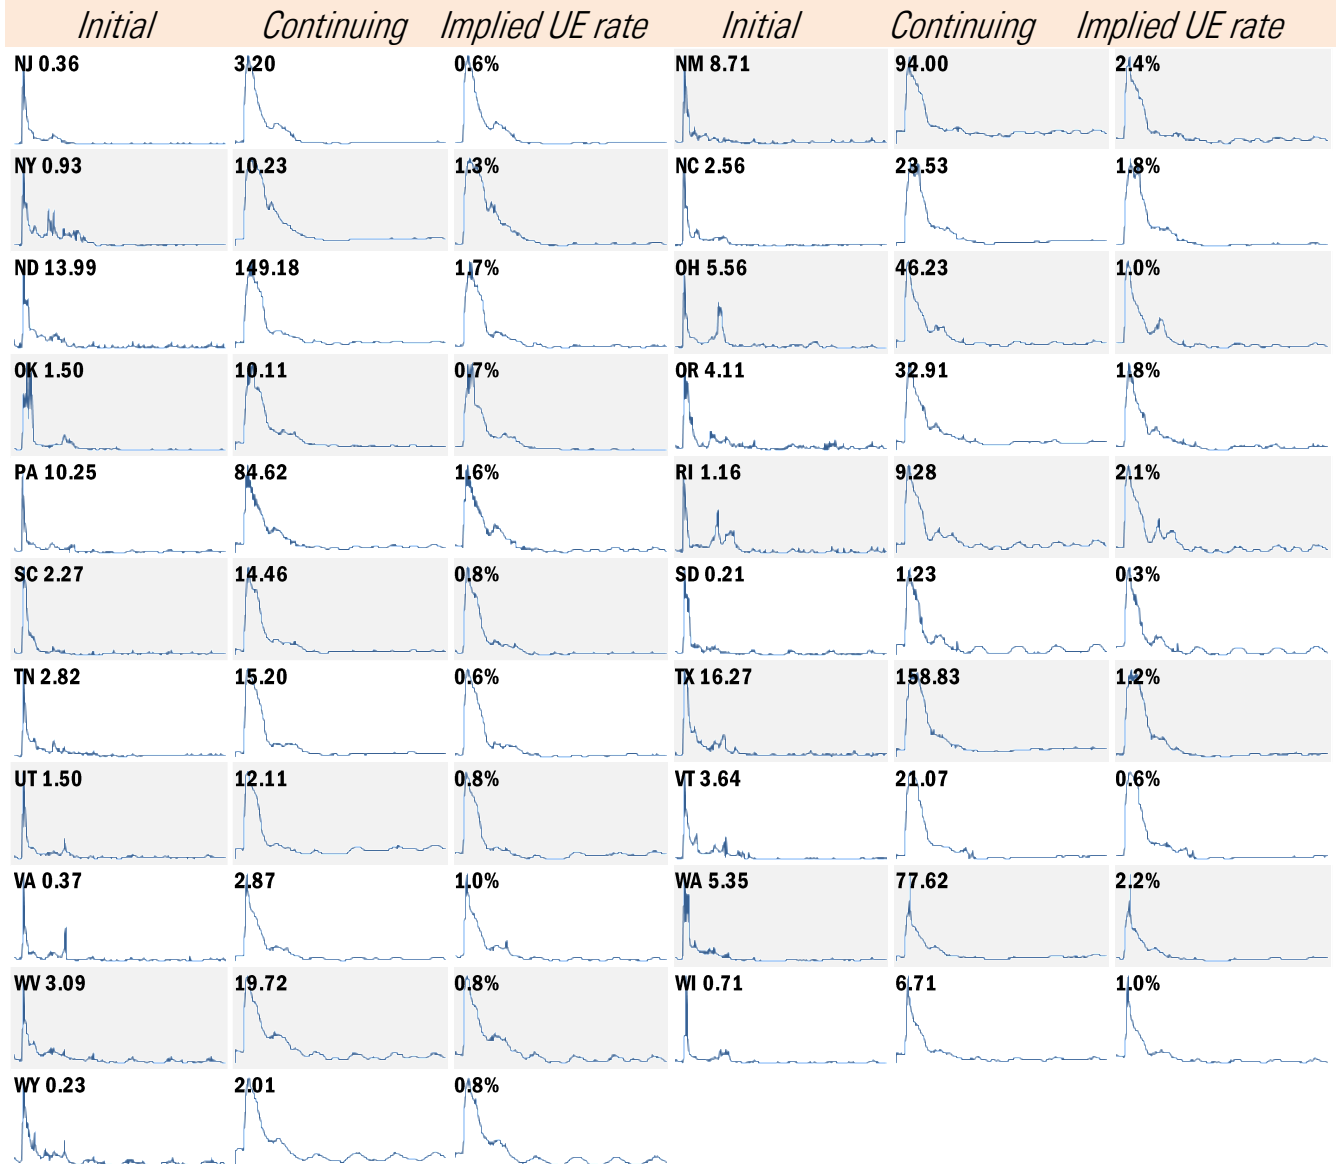 Initial Continuing Implied UE rate Initial Continuing Implied UE rate
NJ 0.36 3.20 0.6% NM 8.71 94.00 2.4%
NY 0.93 10.23 1.3% NC 2.56 23.53 1.8%
ND 13.99 149.18 1.7% OH 5.56 46.23 1.0%
OK 1.50 10.11 0.7% OR 4.11 32.91 1.8%
PA 10.25 84.62 1.6% RI 1.16 9.28 2.1%
SC 2.27 14.46 0.8% SD 0.21 1.23 0.3%
TN 2.82 15.20 0.6% TX 16.27 158.83 1.2%
UT 1.50 12.11 0.8% VT 3.64 21.07 0.6%
VA 0.37 2.87 1.0% WA 5.35 77.62 2.2%
WV 3.09 19.72 0.8% WI 0.71 6.71 1.0%
WY 0.23 2.01 0.8%